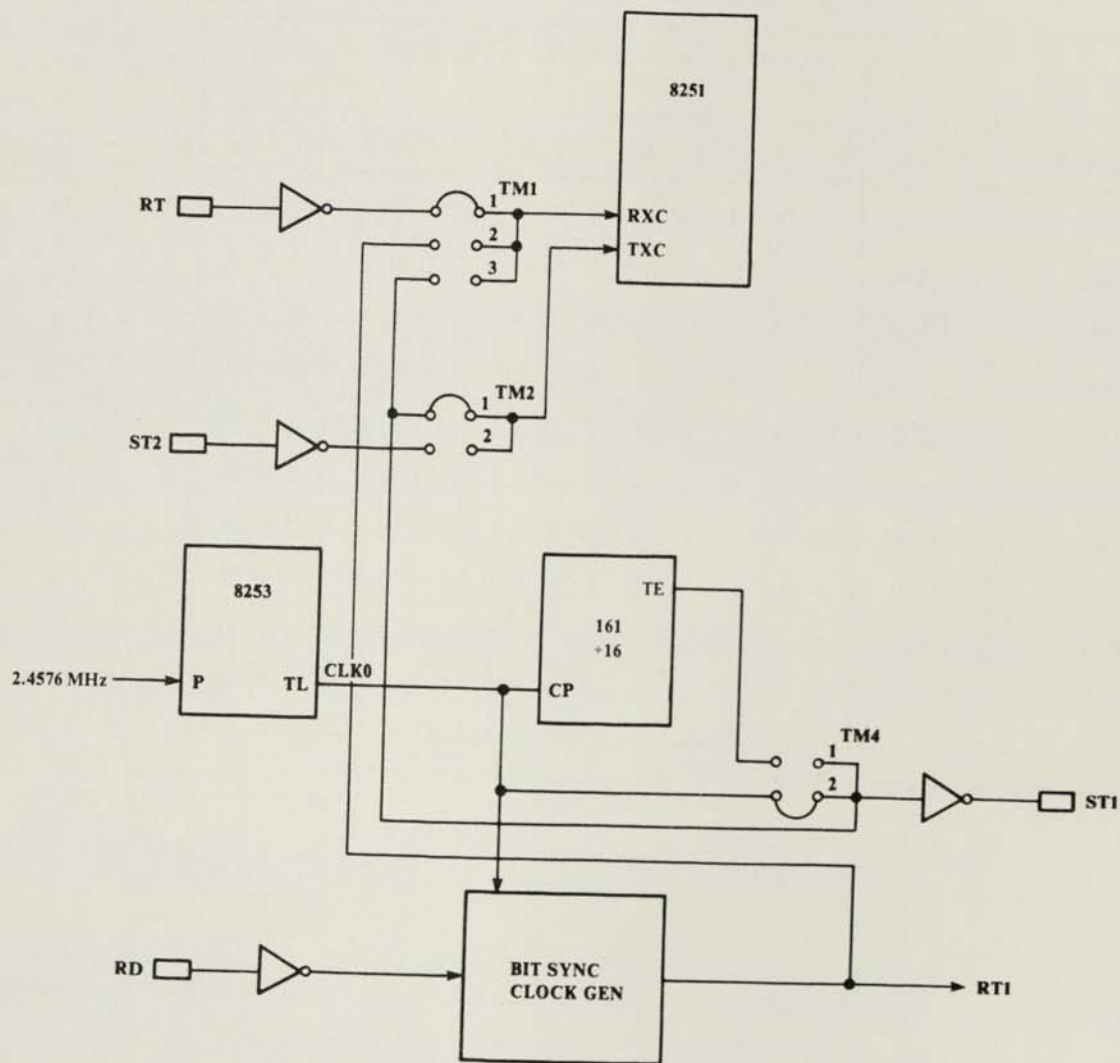 8251
RT
TM1
1
RXC
2
TXC
3
TM2
1
2
ST2
8253
TE
161
÷16
2.4576 MHz
P
TL
CLK0
CP
TM4
1
2
ST1
RD
BIT SYNC
CLOCK GEN
RT1